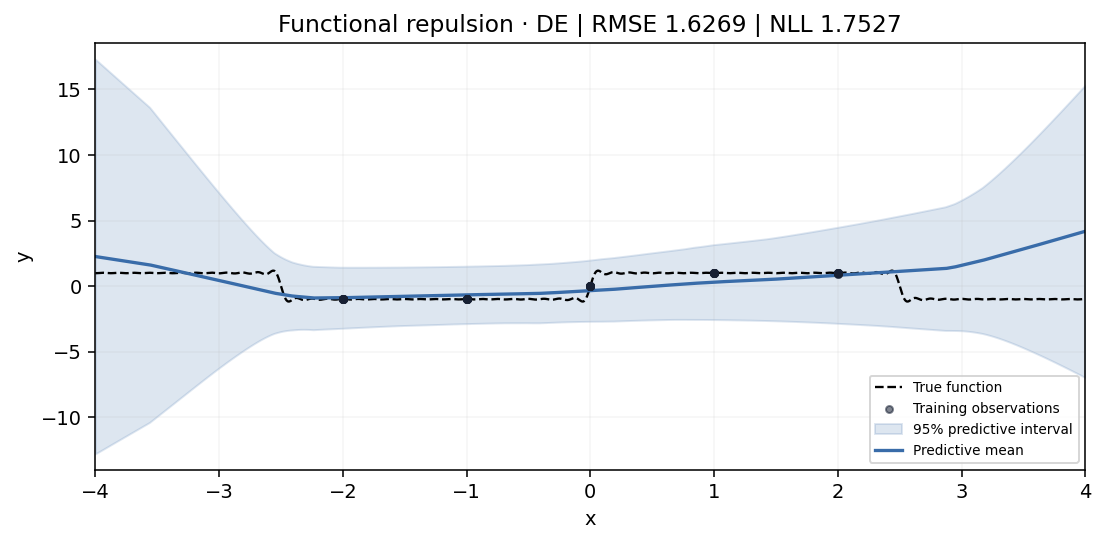 Functional repulsion · DE | RMSE 1.6269 | NLL 1.7527
y
15
10
5
0
−5
−10
−4
−3
−2
−1
0
1
2
3
4
x
True function
Training observations
95% predictive interval
Predictive mean